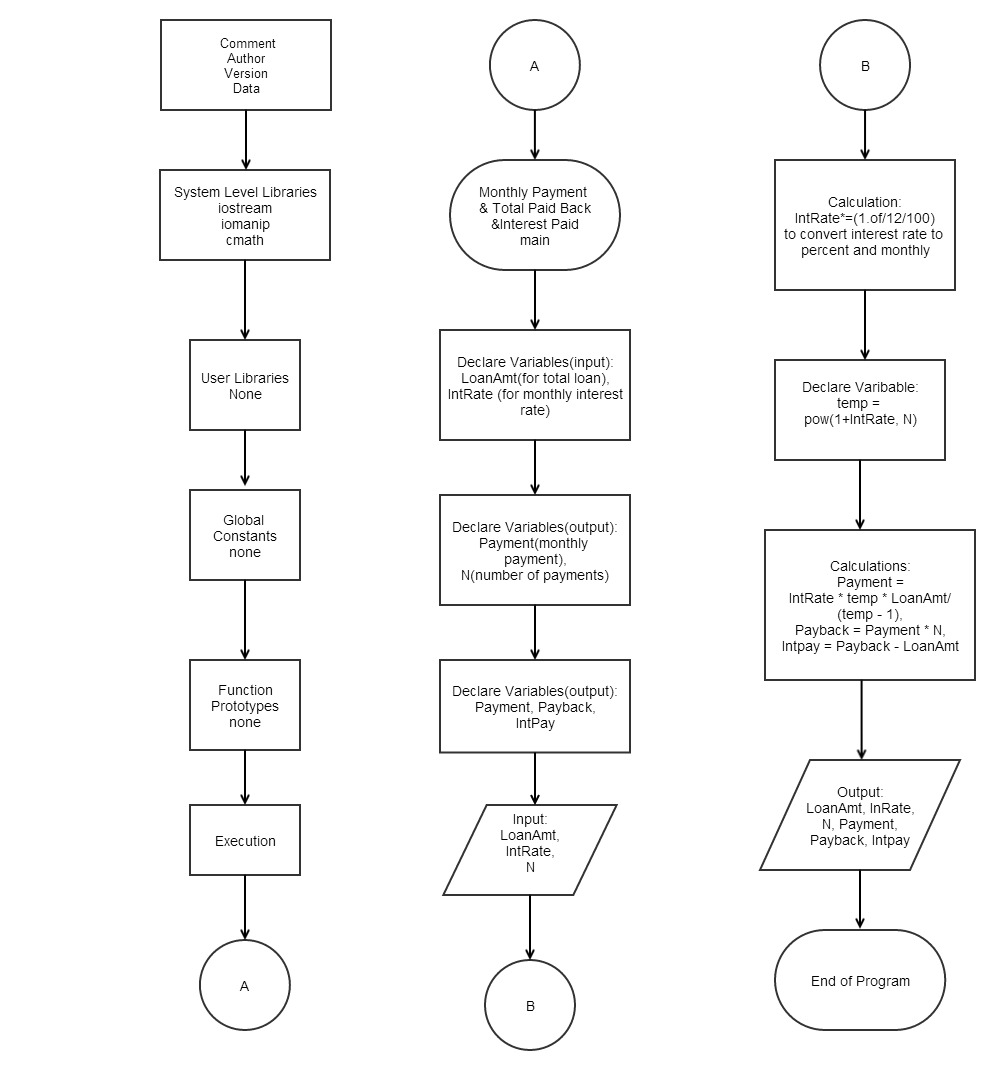 Comment
Author
Version
Data
System Level Libraries
iostream
iomanip
cmath
User Libraries
None
Global
Constants
none
Function
Prototypes
none
Execution
A
A
Monthly Payment
& Total Paid Back
&Interest Paid
main
Declare Variables(input):
LoanAmt(for total loan),
IntRate (for monthly interest
rate)
Declare Variables(output):
Payment(monthly
payment),
N(number of payments)
Declare Variables(output):
Payment, Payback,
IntPay
Input:
LoanAmt,
IntRate,
N
B
B
Calculation:
IntRate*=(1.of/12/100)
to convert interest rate to
percent and monthly
Declare Varibable:
temp =
pow(1+IntRate, N)
Calculations:
Payment =
IntRate * temp * LoanAmt/
(temp - 1),
Payback = Payment * N,
Intpay = Payback - LoanAmt
Output:
LoanAmt, InRate,
N, Payment,
Payback, Intpay
End of Program